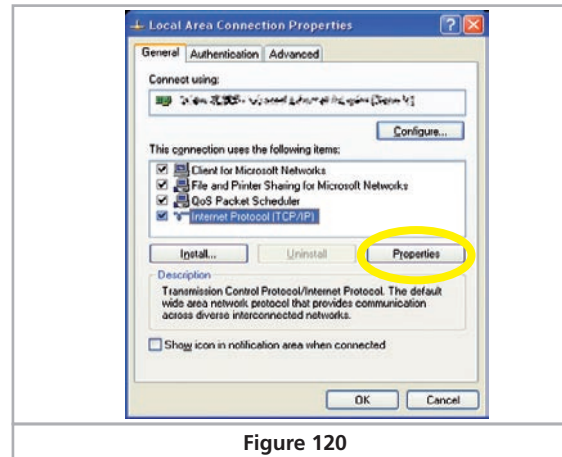 Local Area Connection Properties
General Authentication Advanced
Connect using:
Configure...
This connection uses the following items:
Client for Microsoft Networks
File and Printer Sharing for Microsoft Networks
QoS Packet Scheduler
Internet Protocol (TCP/IP)
Install... Uninstall Properties
Description
Transmission Control Protocol/Internet Protocol. The default
wide area network protocol that provides communication
across diverse interconnected networks.
Show icon in notification area when connected
OK Cancel
Figure 120